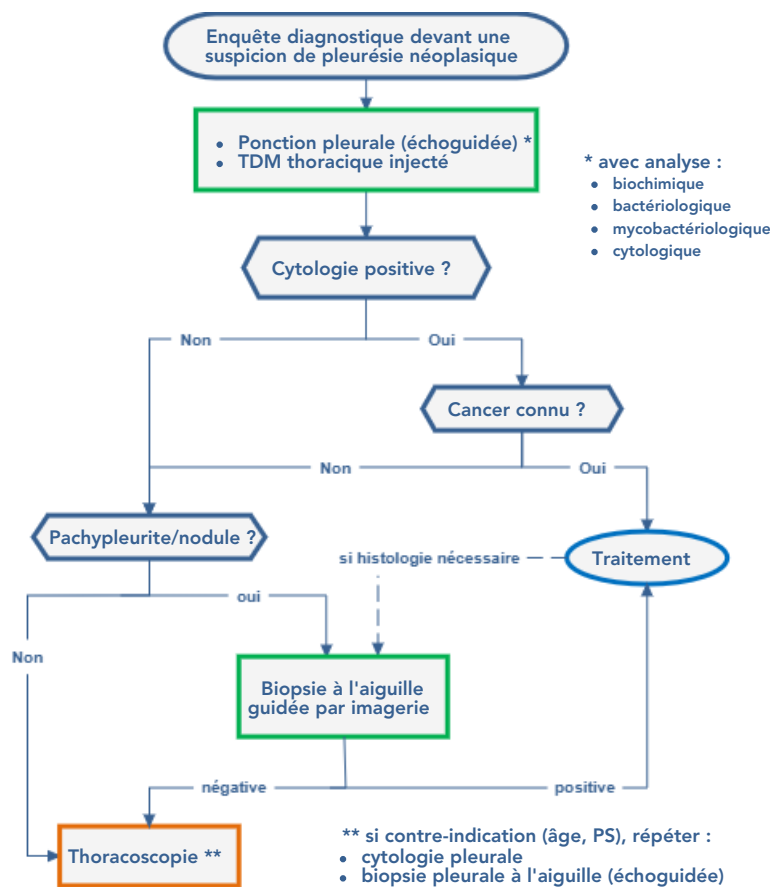 Enquête diagnostique devant une
suspicion de pleurésie néoplasique
• Ponction pleurale (échoguidée) *
• TDM thoracique injecté
* avec analyse :
• biochimique
• bactériologique
• mycobactériologique
• cytologique
Cytologie positive ?
Non
Oui
Cancer connu ?
Non
Oui
Pachypleurite/nodule ?
si histologie nécessaire
Traitement
oui
Non
Biopsie à l'aiguille
guidée par imagerie
négative
positive
Thoracoscopie **
** si contre-indication (âge, PS), répéter :
• cytologie pleurale
• biopsie pleurale à l'aiguille (échoguidée)